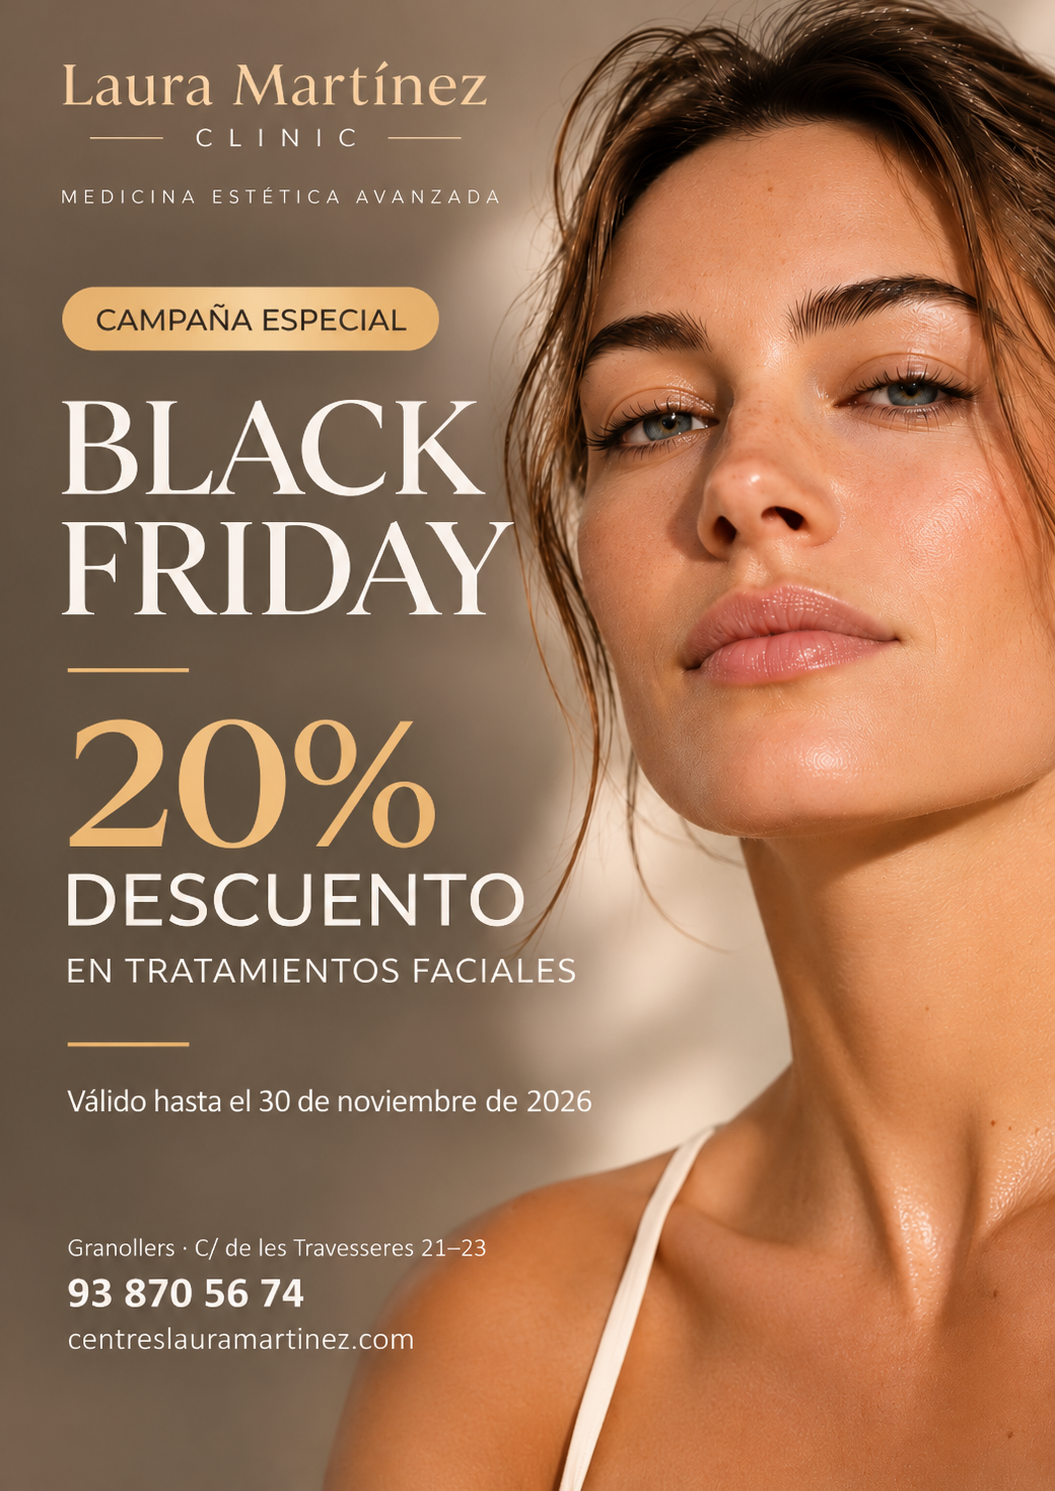 Laura Martínez
CLINIC
MEDICINA ESTÉTICA AVANZADA
CAMPAÑA ESPECIAL
BLACK
FRIDAY
20%
DESCUENTO
EN TRATAMIENTOS FACIALES
Válido hasta el 30 de noviembre de 2026
Granollers · C/ de les Travesseres 21–23
93 870 56 74
centreslauramartinez.com